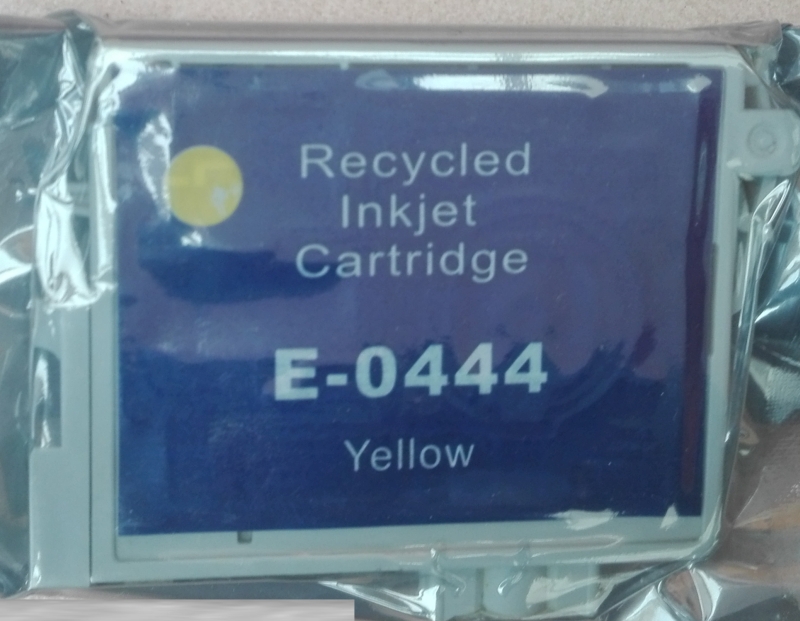 Recycled
Inkjet
Cartridge
E-0444
Yellow